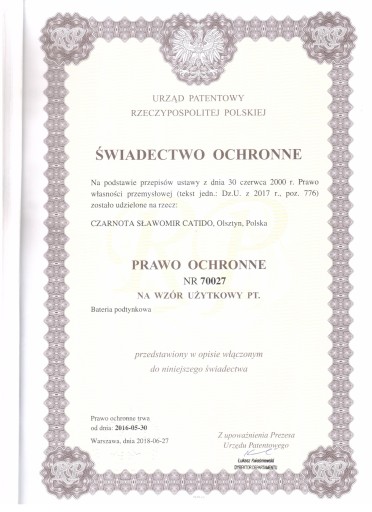 URZĄD PATENTOWY
RZECZYPOSPOLITEJ POLSKIEJ
ŚWIADECTWO OCHRONNE
Na podstawie przepisów ustawy z dnia 30 czerwca 2000 r. Prawo
własności przemysłowej (tekst jedn.: Dz.U. z 2017 r., poz. 776)
zostało udzielone na rzecz:
CZARNOTA SŁAWOMIR CATIDO, Olsztyn, Polska
PRAWO OCHRONNE
NR 70027
NA WZÓR UŻYTKOWY PT.
Bateria podtynkowa
przedstawiony w opisie włączonym
do niniejszego świadectwa
Prawo ochronne trwa
od dnia: 2016-05-30
Warszawa, dnia 2018-06-27
Z upoważnienia Prezesa
Urzędu Patentowego
DYREKTOR DEPARTAMENTU